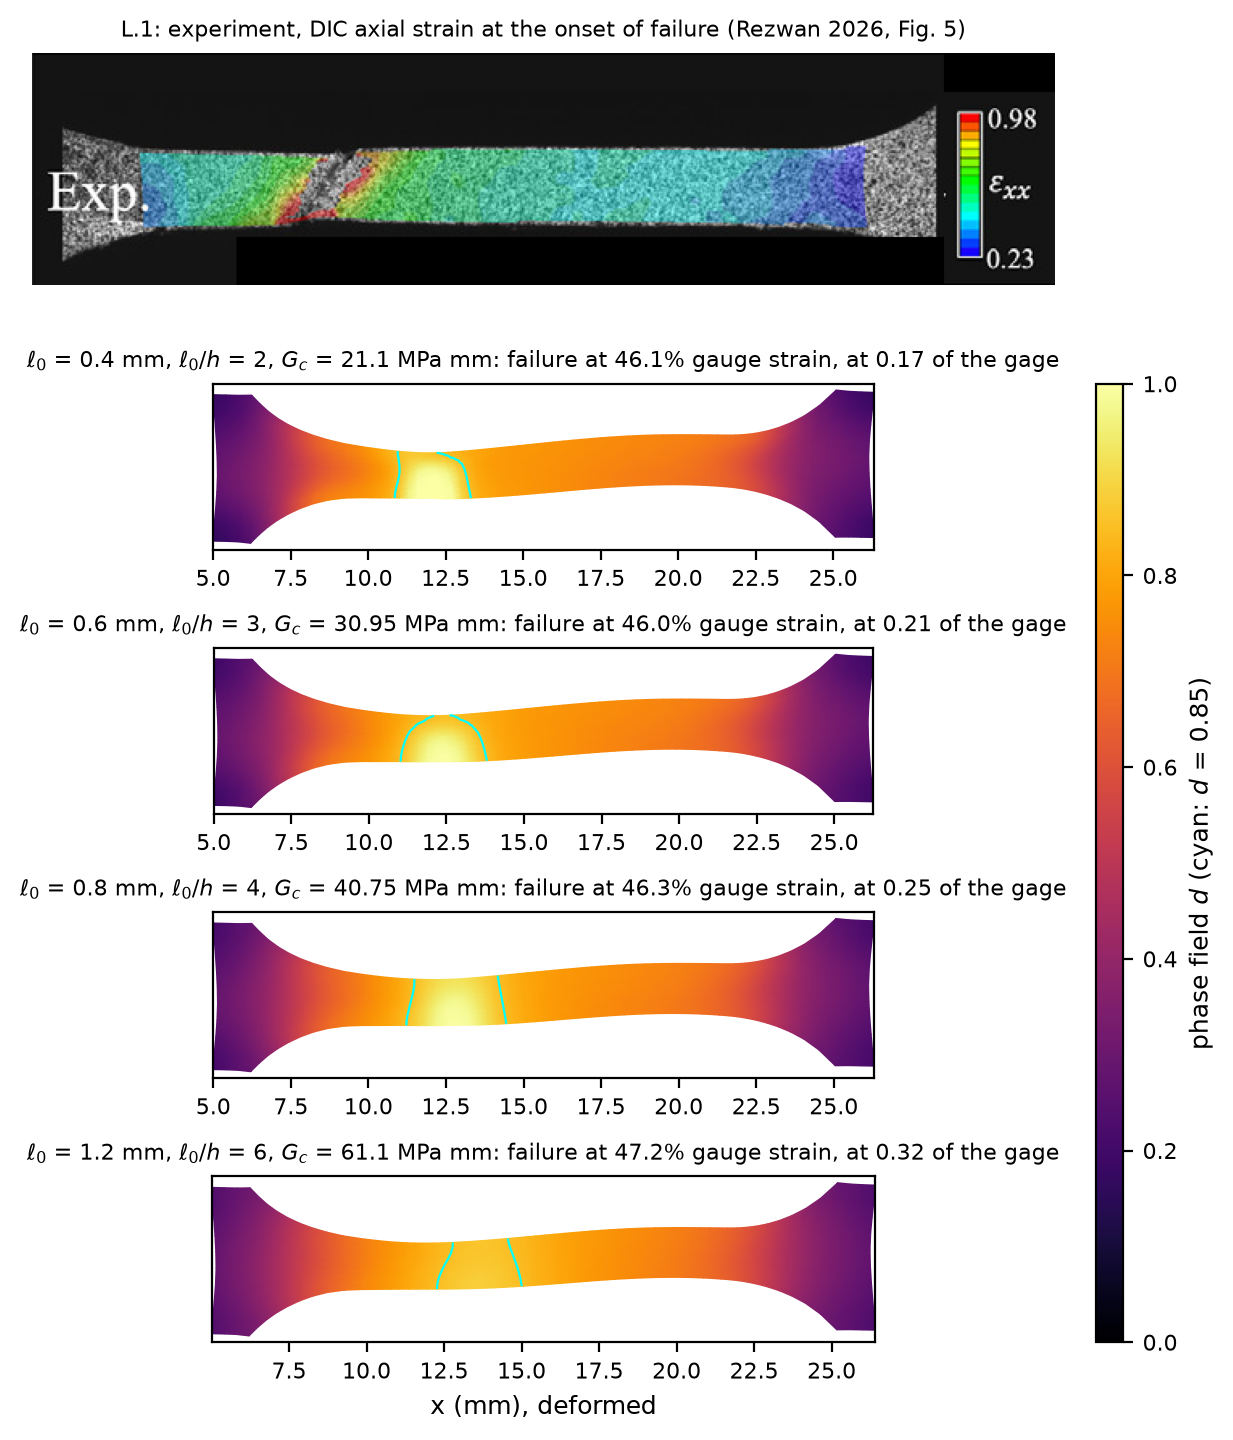 L.1: experiment, DIC axial strain at the onset of failure (Rezwan 2026, Fig. 5)
Exp.
0.98
εxx
0.23
ℓ0 = 0.4 mm, ℓ0/h = 2, Gc = 21.1 MPa mm: failure at 46.1% gauge strain, at 0.17 of the gage
5.0 7.5 10.0 12.5 15.0 17.5 20.0 22.5 25.0
ℓ0 = 0.6 mm, ℓ0/h = 3, Gc = 30.95 MPa mm: failure at 46.0% gauge strain, at 0.21 of the gage
5.0 7.5 10.0 12.5 15.0 17.5 20.0 22.5 25.0
ℓ0 = 0.8 mm, ℓ0/h = 4, Gc = 40.75 MPa mm: failure at 46.3% gauge strain, at 0.25 of the gage
5.0 7.5 10.0 12.5 15.0 17.5 20.0 22.5 25.0
ℓ0 = 1.2 mm, ℓ0/h = 6, Gc = 61.1 MPa mm: failure at 47.2% gauge strain, at 0.32 of the gage
7.5 10.0 12.5 15.0 17.5 20.0 22.5 25.0
x (mm), deformed
1.0
0.8
0.6
0.4
0.2
0.0
phase field d (cyan: d = 0.85)